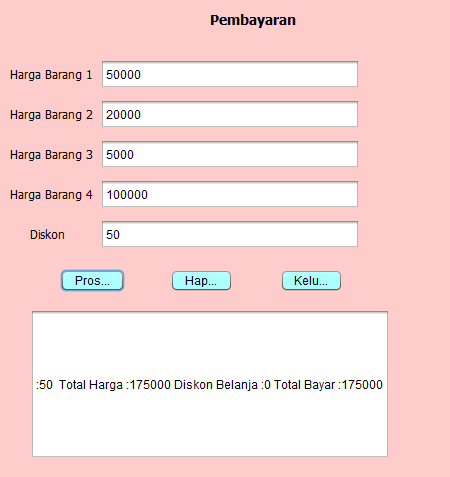 Pembayaran
Harga Barang 1 50000
Harga Barang 2 20000
Harga Barang 3 5000
Harga Barang 4 100000
Diskon 50
Pros... Hap... Kelu...
:50 Total Harga :175000 Diskon Belanja :0 Total Bayar :175000